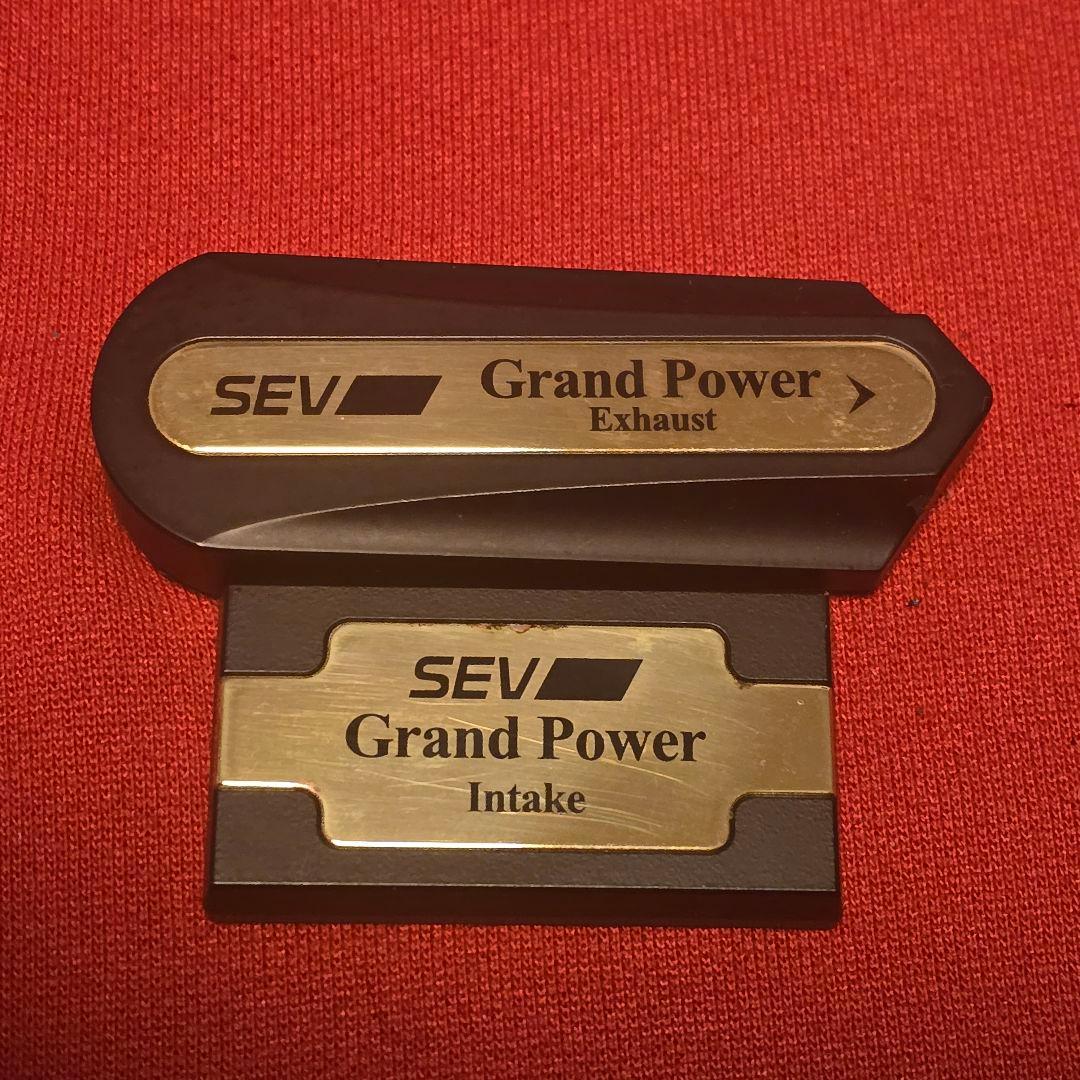 SEV
Grand Power
Exhaust
SEV
Grand Power
Intake